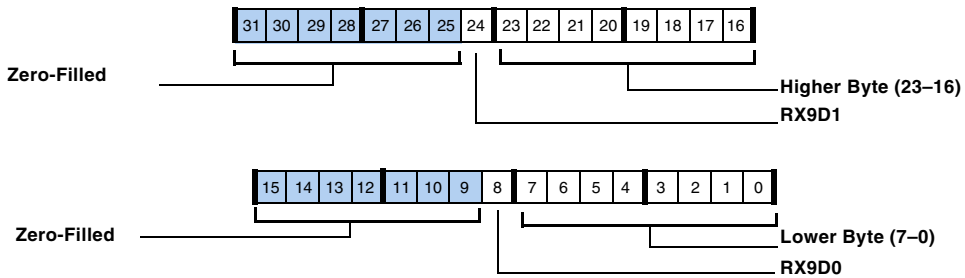 31 30 29 28 27 26 25 24 23 22 21 20 19 18 17 16
Zero-Filled
Higher Byte (23–16)
RX9D1
15 14 13 12 11 10 9 8 7 6 5 4 3 2 1 0
Zero-Filled
Lower Byte (7–0)
RX9D0